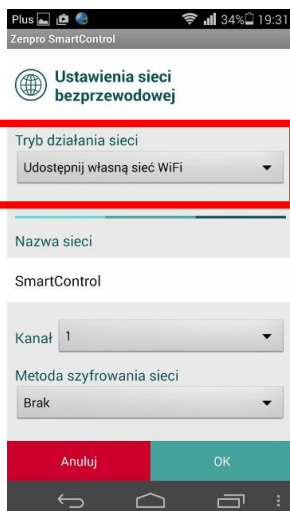 Plus 34% 19:31
Zenpro SmartControl
Ustawienia sieci
bezprzewodowej
Tryb działania sieci
Udostępnij własną sieć WiFi
Nazwa sieci
SmartControl
Kanał 1
Metoda szyfrowania sieci
Brak
Anuluj OK